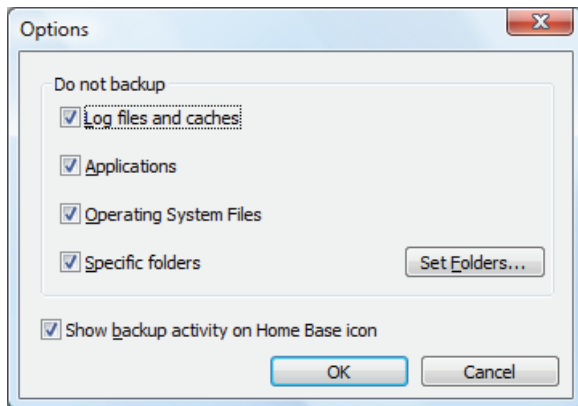 Options
Do not backup
Log files and caches
Applications
Operating System Files
Specific folders
Set Folders...
Show backup activity on Home Base icon
OK
Cancel